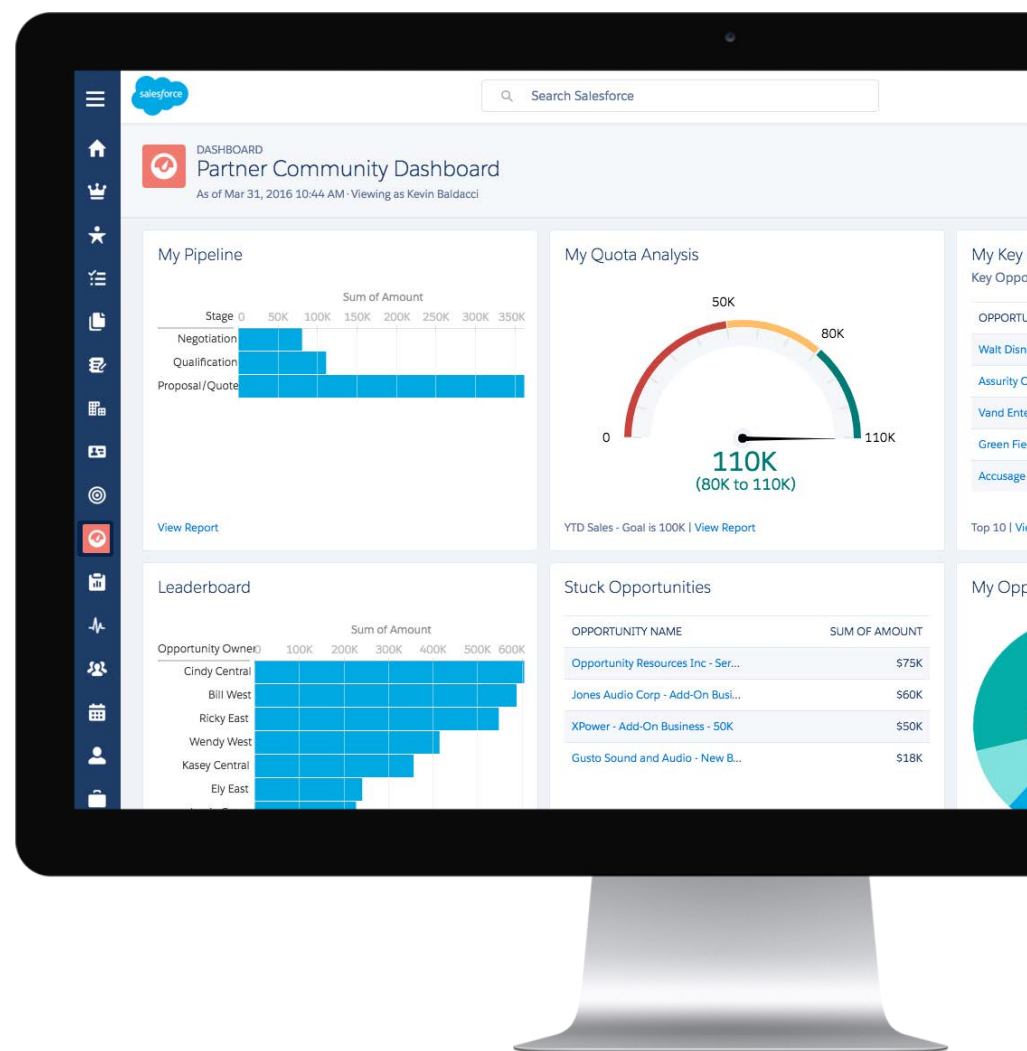 salesforce
Search Salesforce
DASHBOARD
Partner Community Dashboard
As of Mar 31, 2016 10:44 AM · Viewing as Kevin Baldacci
My Pipeline
Sum of Amount
Stage 0 50K 100K 150K 200K 250K 300K 350K
Negotiation
Qualification
Proposal/Quote
View Report
My Quota Analysis
50K
80K
0
110K
110K
(80K to 110K)
YTD Sales - Goal is 100K | View Report
My Key
Key Oppo
OPPORTU
Walt Disn
Assurity C
Vand Ente
Green Fie
Accusage
Top 10 | Vi
Leaderboard
Sum of Amount
Opportunity Owner 0 100K 200K 300K 400K 500K 600K
Cindy Central
Bill West
Ricky East
Wendy West
Kasey Central
Ely East
Stuck Opportunities
OPPORTUNITY NAME SUM OF AMOUNT
Opportunity Resources Inc - Ser... $75K
Jones Audio Corp - Add-On Busi... $60K
XPower - Add-On Business - 50K $50K
Gusto Sound and Audio - New B... $18K
My Opp